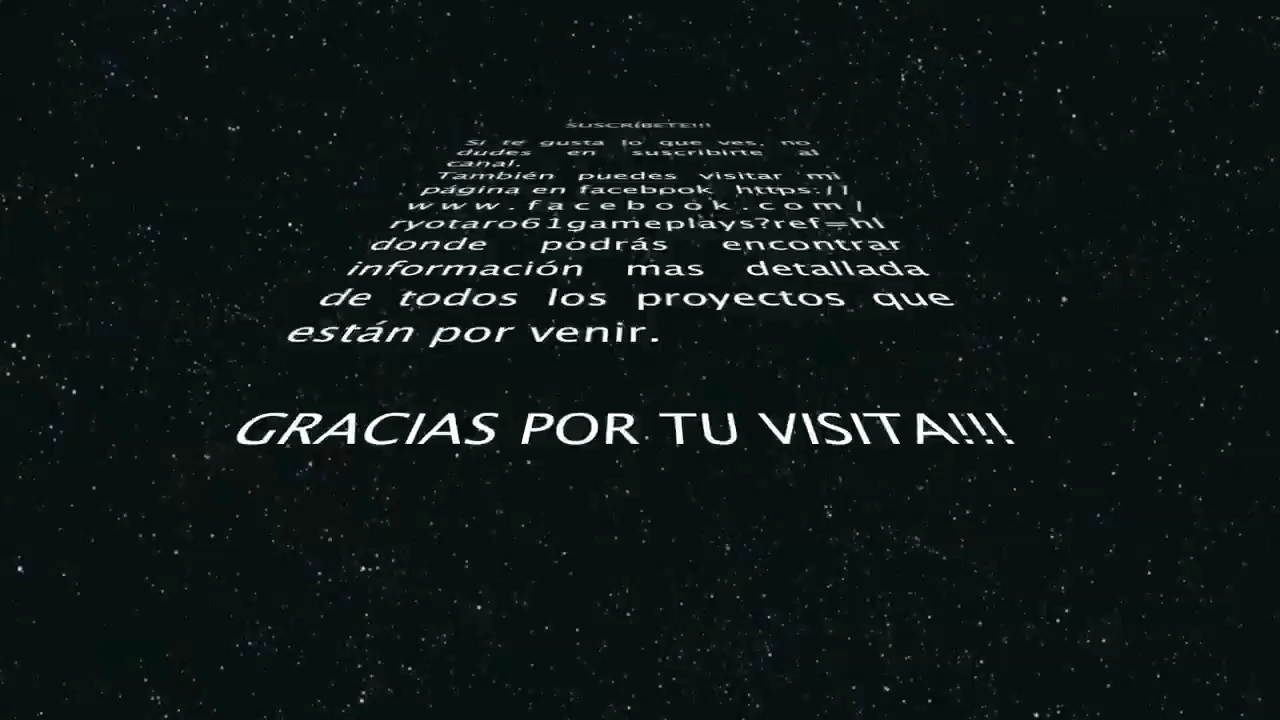 SUSCRÍBETE!!!
Si te gusta lo que ves, no
dudes en suscribirte al
canal.
También puedes visitar mi
página en facebook https://
www.facebook.com/
ryotaro61gameplays?ref=hl
donde podrás encontrar
información mas detallada
de todos los proyectos que
están por venir.
GRACIAS POR TU VISITA!!!